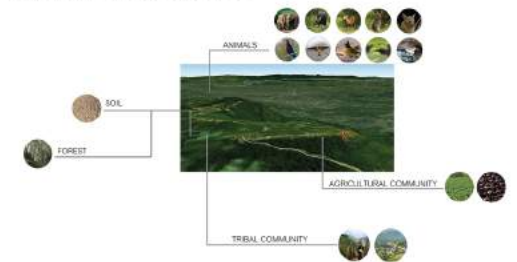 ANIMALS
SOIL
FOREST
AGRICULTURAL COMMUNITY
TRIBAL COMMUNITY